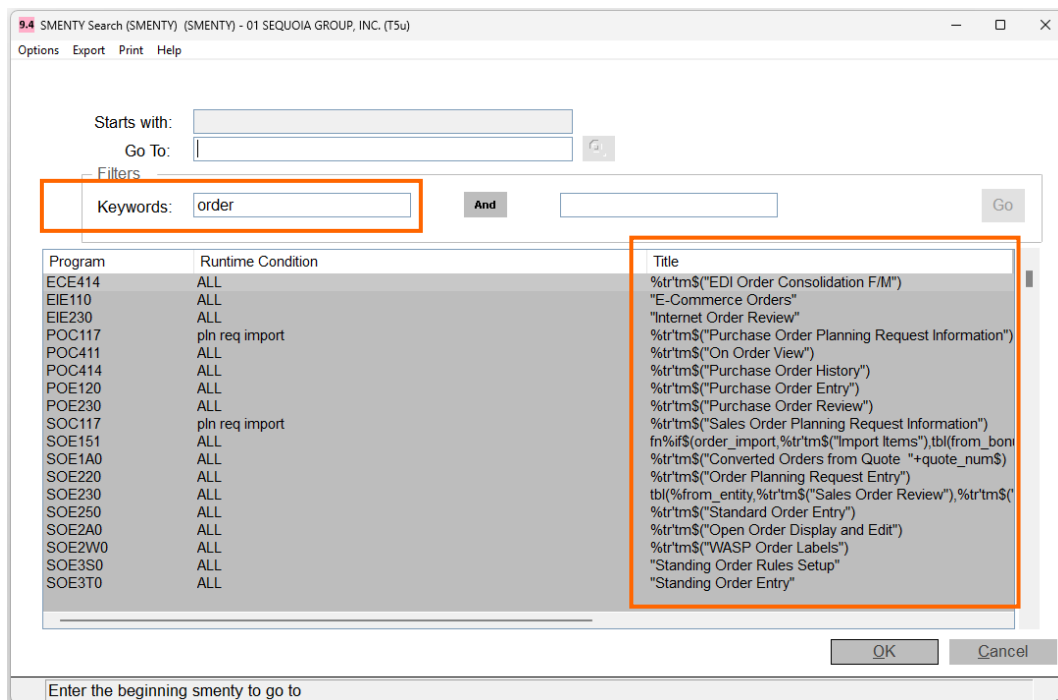 9.4 SMENTY Search (SMENTY) (SMENTY) - 01 SEQUOIA GROUP, INC. (T5u)
Options Export Print Help
Starts with:
Go To:
Filters
Keywords: order And Go
Program Runtime Condition Title
ECE414 ALL %tr'tm$("EDI Order Consolidation F/M")
EIE110 ALL "E-Commerce Orders"
EIE230 ALL "Internet Order Review"
POC117 pln req import %tr'tm$("Purchase Order Planning Request Information")
POC411 ALL %tr'tm$("On Order View")
POC414 ALL %tr'tm$("Purchase Order History")
POE120 ALL %tr'tm$("Purchase Order Entry")
POE230 ALL %tr'tm$("Purchase Order Review")
SOC117 pln req import %tr'tm$("Sales Order Planning Request Information")
SOE151 ALL fn%if$(order_import,%tr'tm$("Import Items"),tbl(from_bon
SOE1A0 ALL %tr'tm$("Converted Orders from Quote "+quote_num$)
SOE220 ALL %tr'tm$("Order Planning Request Entry")
SOE230 ALL tbl(%from_entity,%tr'tm$("Sales Order Review"),%tr'tm$("
SOE250 ALL %tr'tm$("Standard Order Entry")
SOE2A0 ALL %tr'tm$("Open Order Display and Edit")
SOE2W0 ALL %tr'tm$("WASP Order Labels")
SOE3S0 ALL "Standing Order Rules Setup"
SOE3T0 ALL "Standing Order Entry"
OK Cancel
Enter the beginning smenty to go to